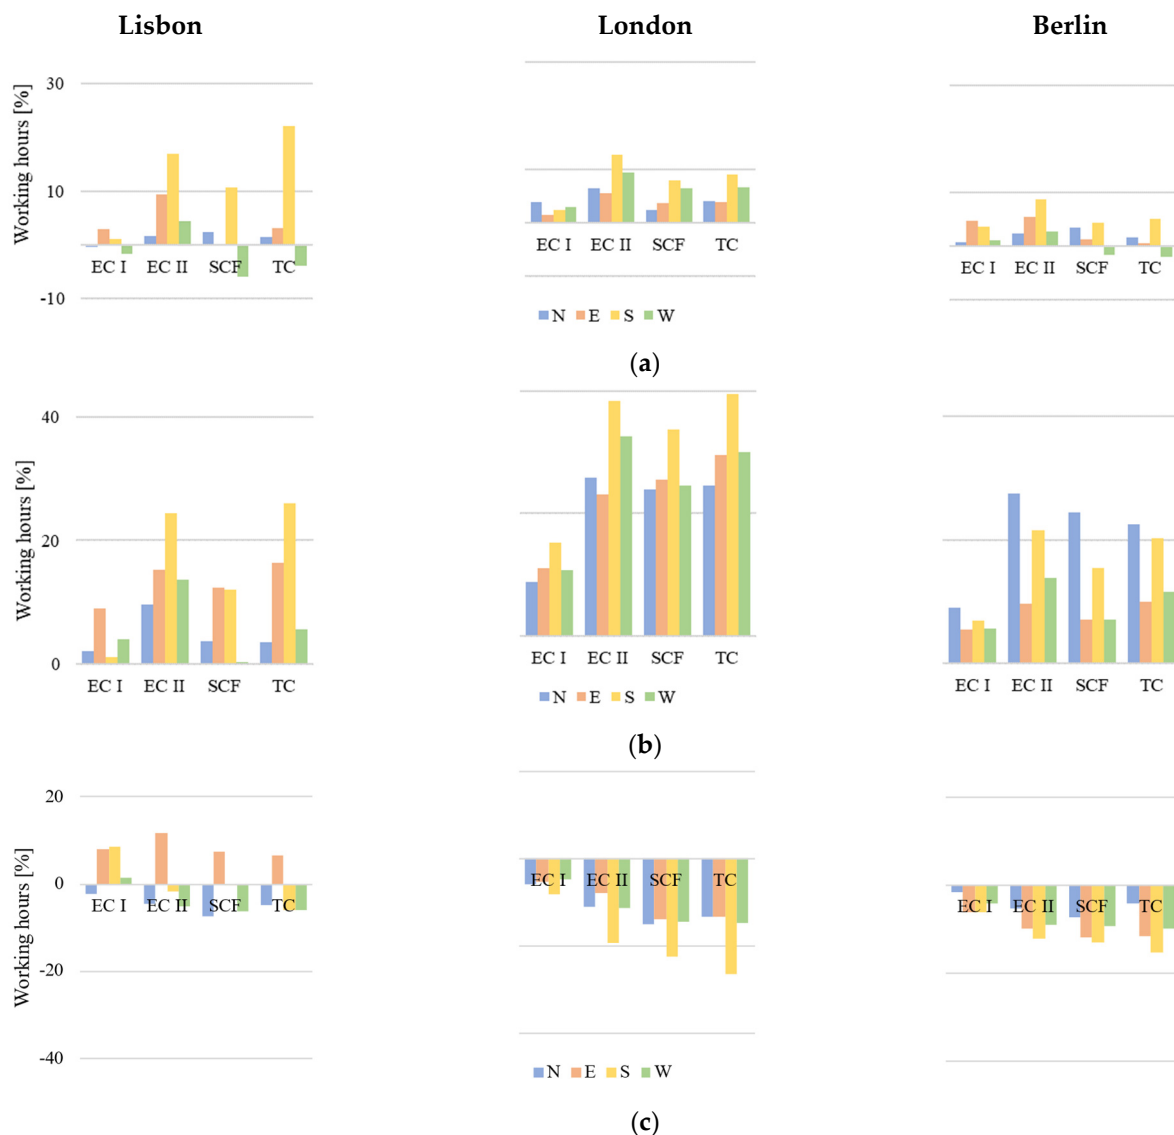 Lisbon London Berlin
Working hours [%]
30
10
-10
EC I EC II SCF TC
EC I EC II SCF TC
EC I EC II SCF TC
N E S W
(a)
Working hours [%]
40
20
0
EC I EC II SCF TC
EC I EC II SCF TC
EC I EC II SCF TC
N E S W
(b)
Working hours [%]
20
0
-20
-40
EC I EC II SCF TC
EC I EC II SCF TC
EC I EC II SCF TC
N E S W
(c)